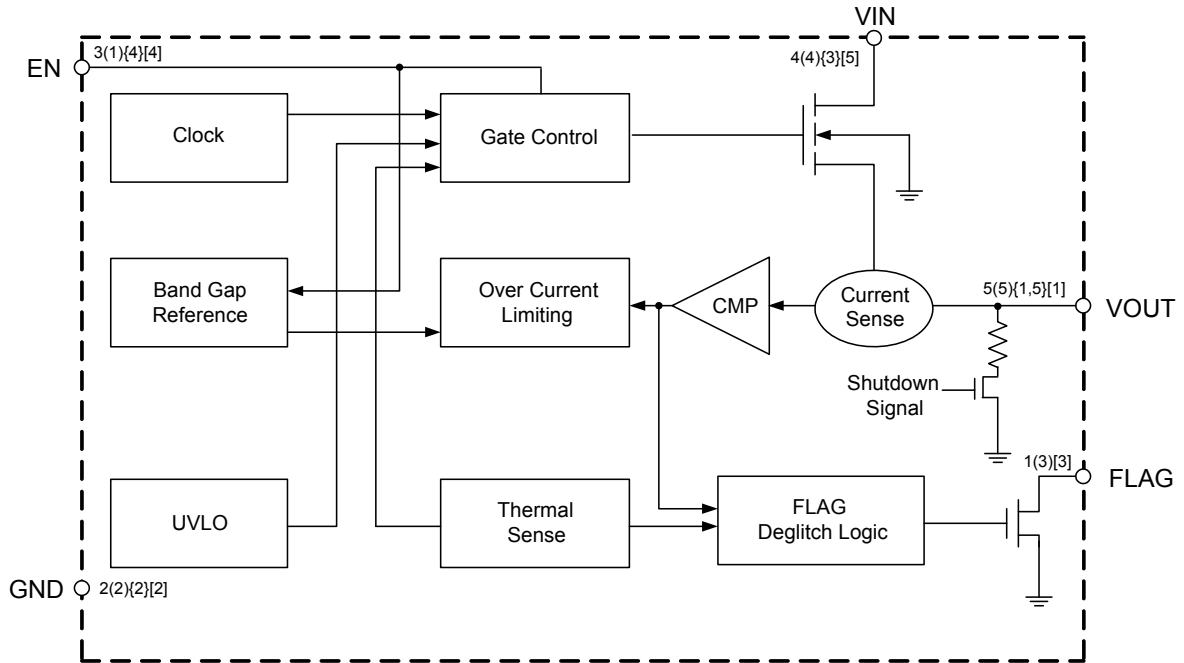 VIN
3(1){4}[4]
4(4){3}[5]
EN
Clock
Gate Control
Band Gap
Reference
Over Current
Limiting
CMP
Current
Sense
5(5){1,5}[1]
VOUT
Shutdown
Signal
1(3)[3]
FLAG
UVLO
Thermal
Sense
FLAG
Deglitch Logic
GND
2(2){2}[2]